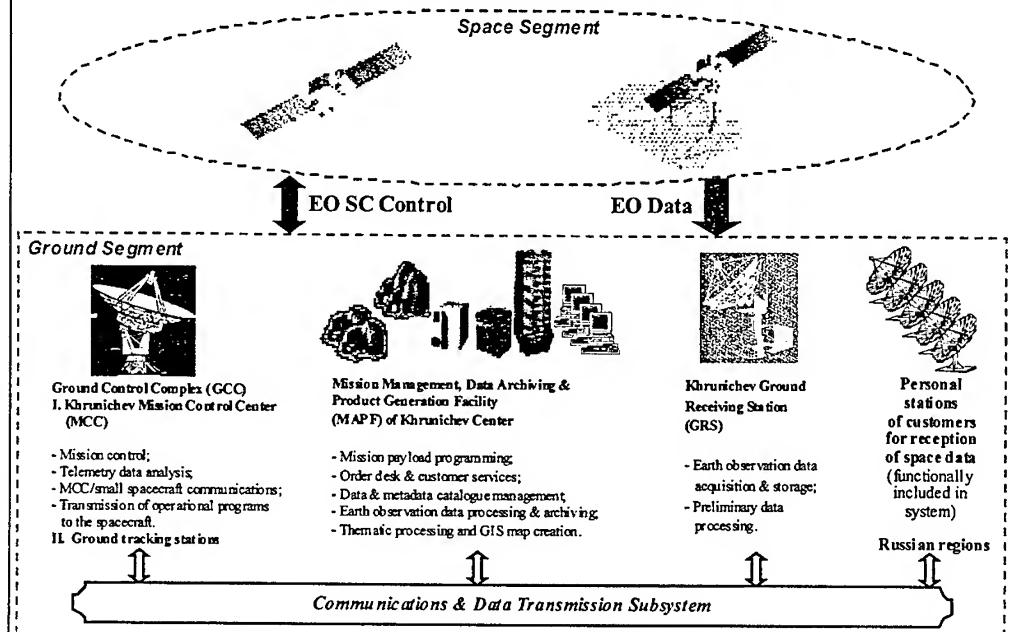 Space Segment
EO SC Control
EO Data
Ground Segment
Ground Control Complex (GCC)
I. Khrunichev Mission Control Center
(MCC)
- Mission control;
- Telemetry data analysis;
- MCC/small spacecraft communications;
- Transmission of operational programs
to the spacecraft.
II. Ground tracking stations
Mission Management, Data Archiving &
Product Generation Facility
(MAPF) of Khrunichev Center
- Mission payload programming;
- Order desk & customer services;
- Data & metadata catalogue management;
- Earth observation data processing & archiving;
- Thematic processing and GIS map creation.
Khrunichev Ground
Receiving Station
(GRS)
- Earth observation data
acquisition & storage;
- Preliminary data
processing.
Personal
stations
of customers
for reception
of space data
(functionally
included in
system)
Russian regions
Communications & Data Transmission Subsystem